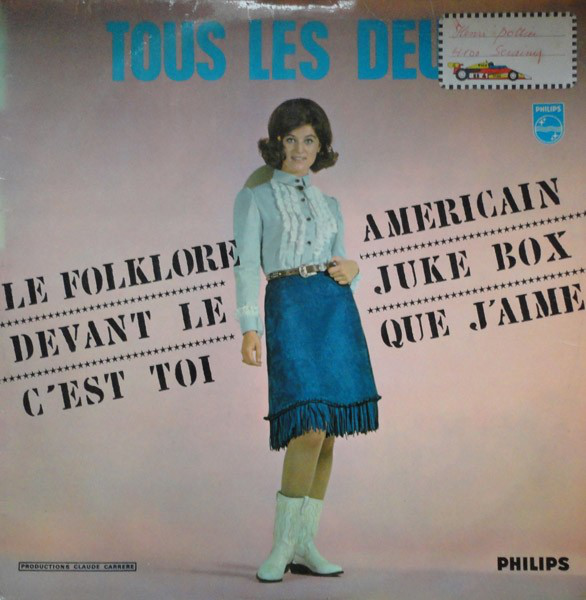 TOUS LES DEU
PHILIPS
LE FOLKLORE AMERICAIN
DEVANT LE JUKE BOX
C'EST TOI QUE J'AIME
PRODUCTIONS CLAUDE CARRERE
PHILIPS